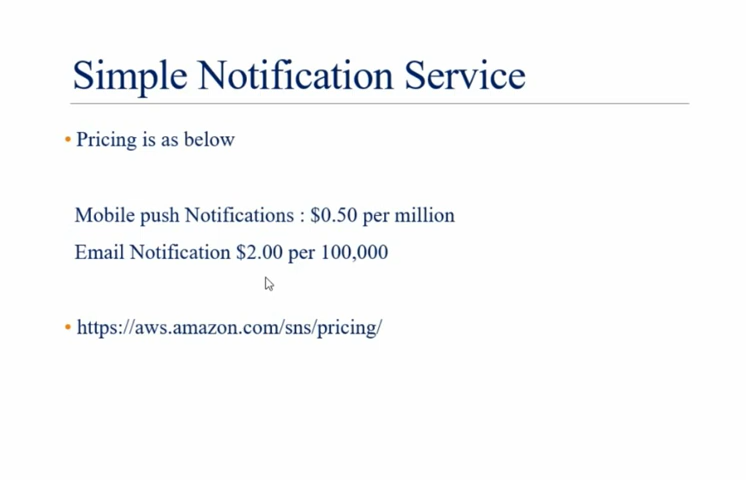 Simple Notification Service
• Pricing is as below
Mobile push Notifications : $0.50 per million
Email Notification $2.00 per 100,000
• https://aws.amazon.com/sns/pricing/